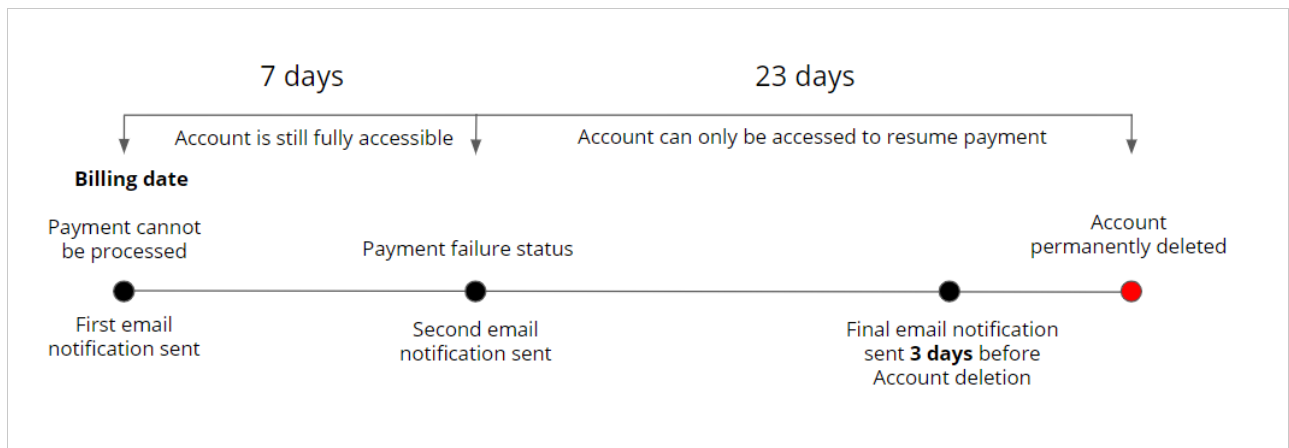 7 days
23 days
Account is still fully accessible
Account can only be accessed to resume payment
Billing date
Payment cannot
be processed
Payment failure status
Account
permanently deleted
First email
notification sent
Second email
notification sent
Final email notification
sent 3 days before
Account deletion